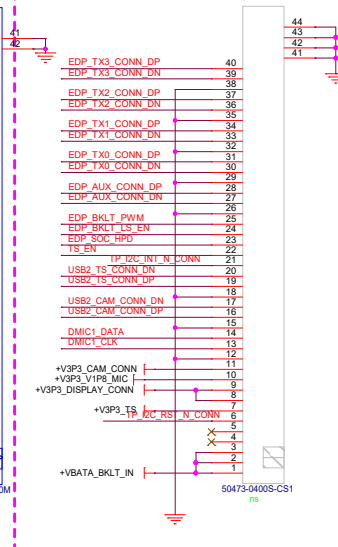 41
42
44
43
42
41
EDP_TX3_CONN_DP 40
EDP_TX3_CONN_DN 39
38
EDP_TX2_CONN_DP 37
EDP_TX2_CONN_DN 36
35
EDP_TX1_CONN_DP 34
EDP_TX1_CONN_DN 33
32
EDP_TX0_CONN_DP 31
EDP_TX0_CONN_DN 30
29
EDP_AUX_CONN_DP 28
EDP_AUX_CONN_DN 27
26
EDP_BKLT_PWM 25
EDP_BKLT_LS_EN 24
EDP_SOC_HPD 23
TS_EN 22
TP_I2C_INT_N_CONN 21
USB2_TS_CONN_DN 20
USB2_TS_CONN_DP 19
18
USB2_CAM_CONN_DN 17
USB2_CAM_CONN_DP 16
15
DMIC1_DATA 14
DMIC1_CLK 13
12
+V3P3_CAM_CONN 11
+V3P3_V1P8_MIC 10
+V3P3_DISPLAY_CONN 9
8
+V3P3_TS 7
TP_I2C_RST_N_CONN 6
5
4
3
2
+VBATA_BKLT_IN 1
50473-0400S-CS1
ns
0M